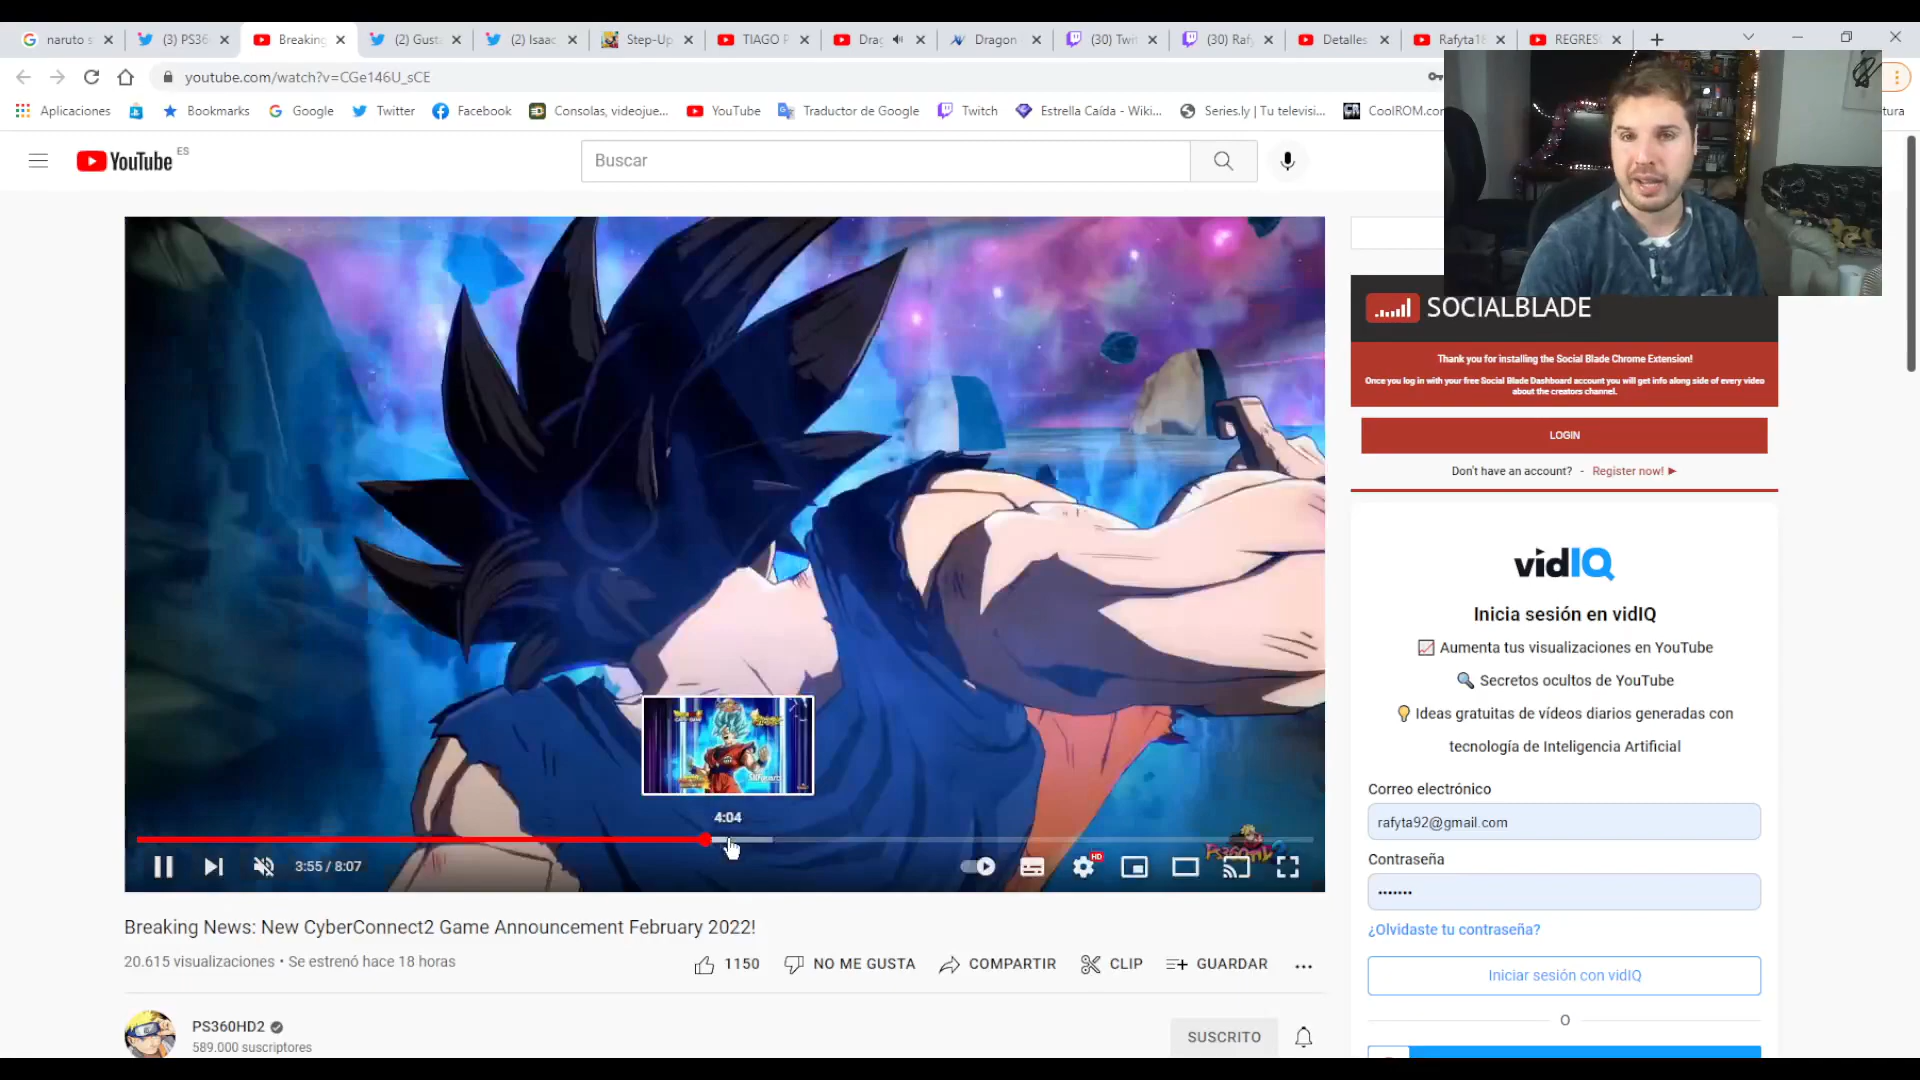 naruto s
(3) PS36
Breaking
(2) Gusta
(2) Isaac
Step-Up
TIAGO P
Drag
Dragon
(30) Twit
(30) Raf
Detalles
Rafyta18
REGRES
youtube.com/watch?v=CGe146U_sCE
Aplicaciones
Bookmarks
Google
Twitter
Facebook
Consolas, videojue...
YouTube
Traductor de Google
Twitch
Estrella Caída - Wiki...
Series.ly | Tu televisi...
CoolROM.com
tura
YouTube ES
Buscar
SOCIALBLADE
Thank you for installing the Social Blade Chrome Extension!
Once you log in with your free Social Blade Dashboard account you will get info along side of every video
about the creators channel.
LOGIN
Don't have an account? - Register now! ►
vidIQ
Inicia sesión en vidIQ
Aumenta tus visualizaciones en YouTube
Secretos ocultos de YouTube
Ideas gratuitas de vídeos diarios generadas con
tecnología de Inteligencia Artificial
Correo electrónico
rafyta92@gmail.com
Contraseña
•••••••
¿Olvidaste tu contraseña?
Iniciar sesión con vidIQ
O
4:04
3:55 / 8:07
HD
PS360HD2
Breaking News: New CyberConnect2 Game Announcement February 2022!
20.615 visualizaciones • Se estrenó hace 18 horas
1150
NO ME GUSTA
COMPARTIR
CLIP
GUARDAR
PS360HD2
589.000 suscriptores
SUSCRITO